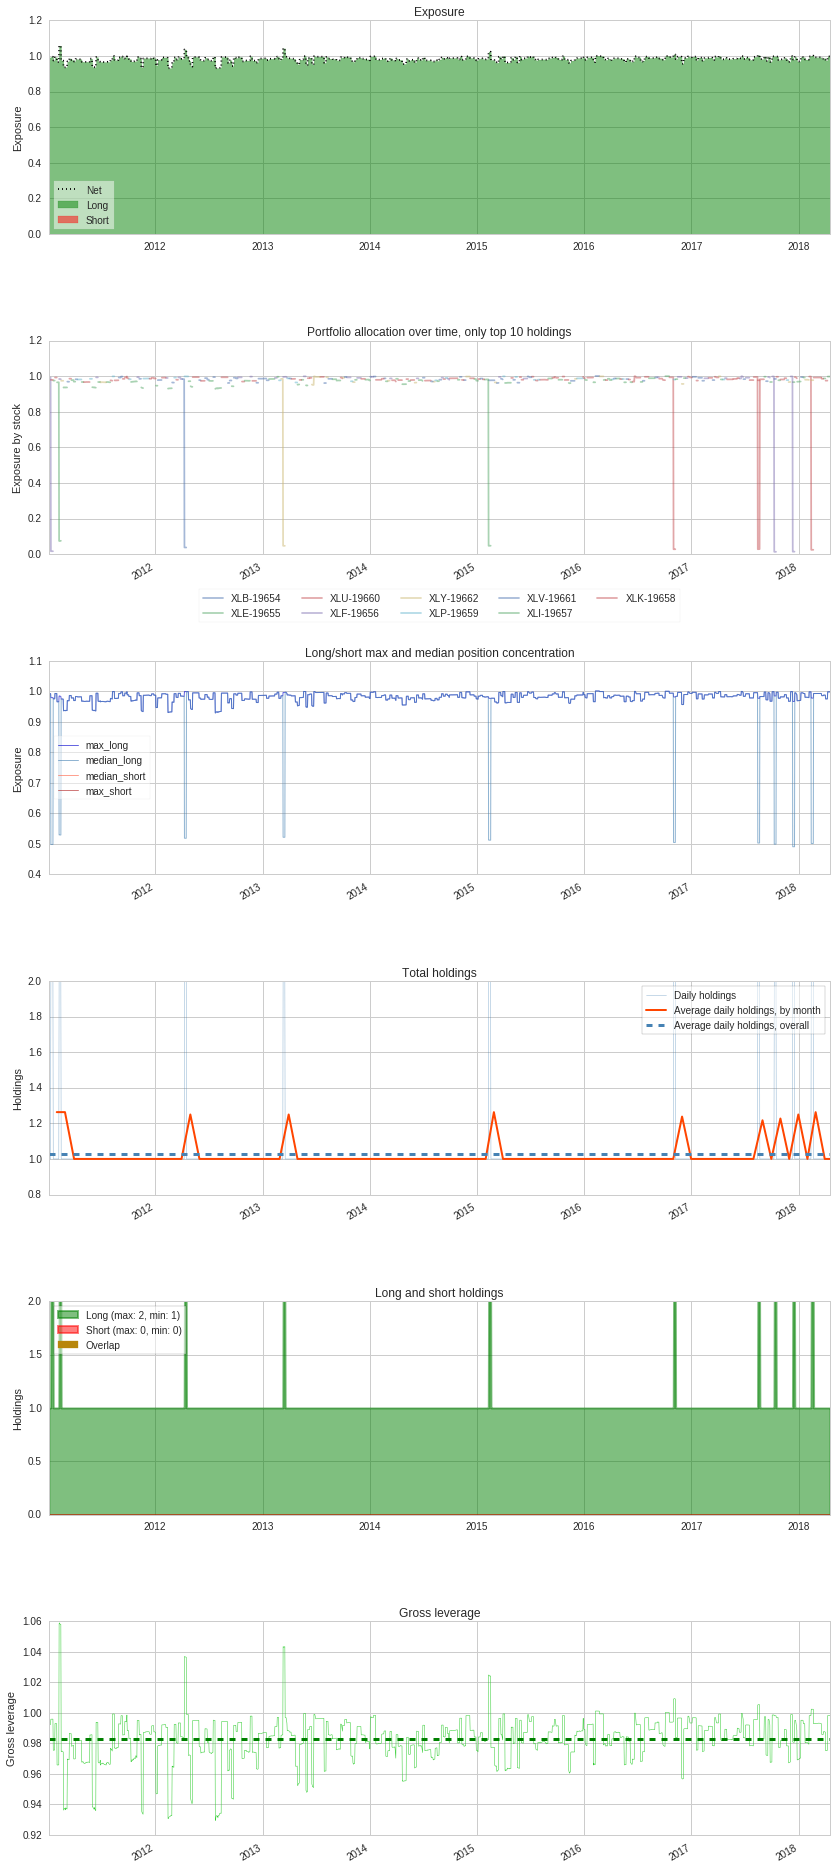 Exposure
1.2
1.0
0.8
0.6
0.4
0.2
0.0
Exposure
Net
Long
Short
2012 2013 2014 2015 2016 2017 2018
Portfolio allocation over time, only top 10 holdings
1.2
1.0
0.8
0.6
0.4
0.2
0.0
Exposure by stock
2012 2013 2014 2015 2016 2017 2018
XLB-19654 XLU-19660 XLY-19662 XLV-19661 XLK-19658
XLE-19655 XLF-19656 XLP-19659 XLI-19657
Long/short max and median position concentration
1.1
1.0
0.9
0.8
0.7
0.6
0.5
0.4
Exposure
max_long
median_long
median_short
max_short
2012 2013 2014 2015 2016 2017 2018
Total holdings
2.0
1.8
1.6
1.4
1.2
1.0
0.8
Holdings
Daily holdings
Average daily holdings, by month
Average daily holdings, overall
2012 2013 2014 2015 2016 2017 2018
Long and short holdings
2.0
1.5
1.0
0.5
0.0
Holdings
Long (max: 2, min: 1)
Short (max: 0, min: 0)
Overlap
2012 2013 2014 2015 2016 2017 2018
Gross leverage
1.06
1.04
1.02
1.00
0.98
0.96
0.94
0.92
Gross leverage
2012 2013 2014 2015 2016 2017 2018